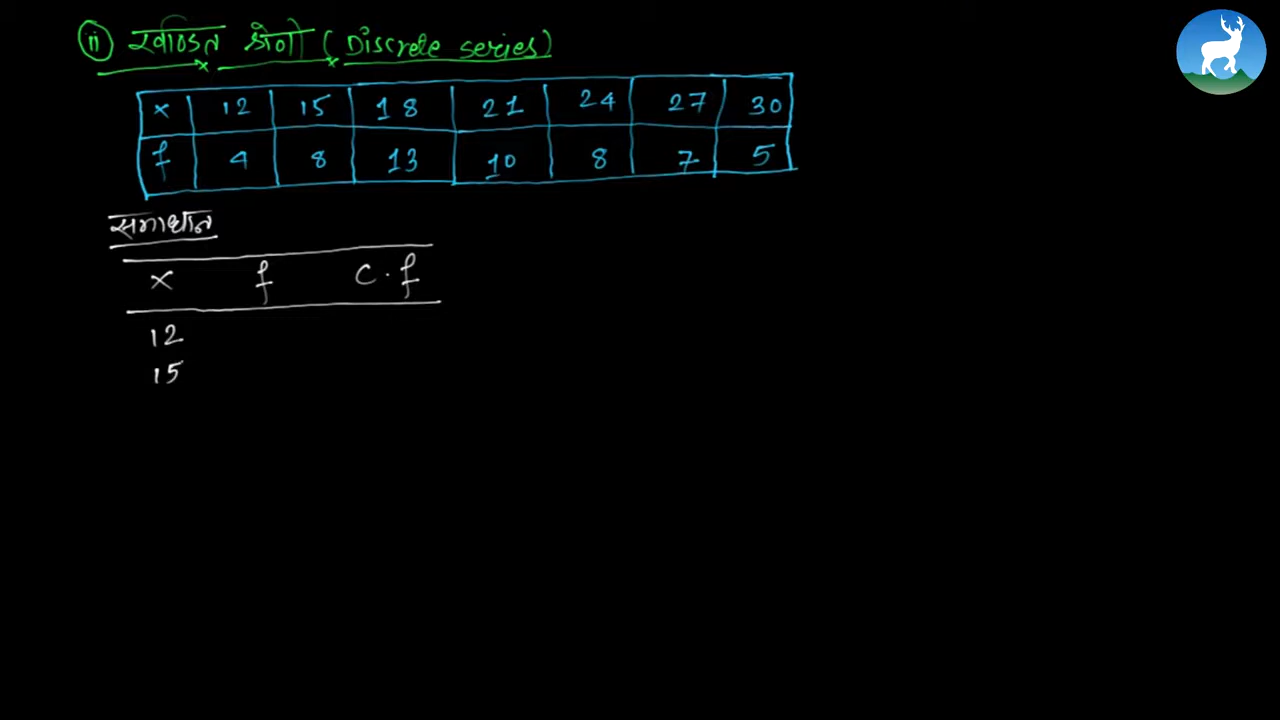 ii खण्डित श्रेणी (Discrete series)
x 12 15 18 21 24 27 30
f 4 8 13 10 8 7 5
समाधान
x f C.f
12
15